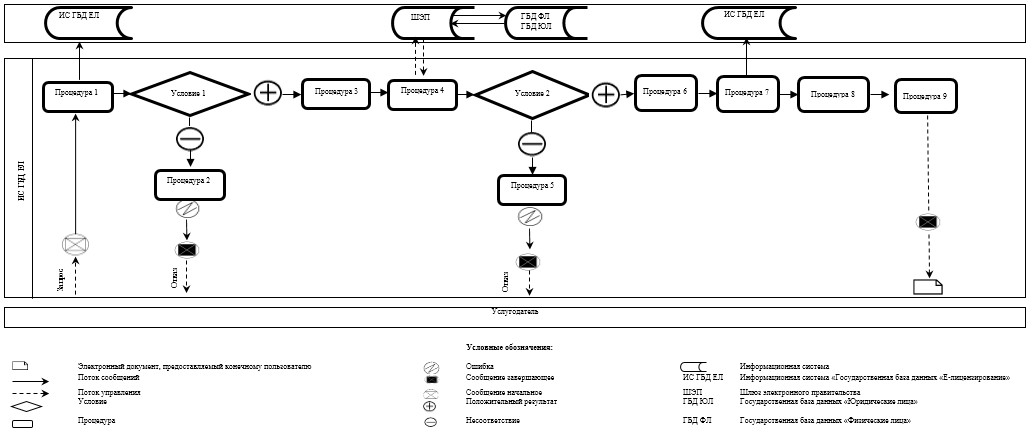 ИС ГБД ЕЛ
ШЭП
ГБД ФЛ
ГБД ЮЛ
ИС ГБД ЕЛ
ИС ГБД ЕЛ
Процедура 1
Условие 1
Процедура 3
Процедура 4
Условие 2
Процедура 6
Процедура 7
Процедура 8
Процедура 9
Процедура 2
Процедура 5
Запрос
Отказ
Отказ
Услугодатель
Условные обозначения:
Электронный документ, предоставляемый конечному пользователю
Поток сообщений
Поток управления
Условие
Процедура
Ошибка
Сообщение завершающее
Сообщение начальное
Положительный результат
Несоответствие
Информационная система
ИС ГБД ЕЛ Информационная система «Государственная база данных «Е-лицензирование»
ШЭП Шлюз электронного правительства
ГБД ЮЛ Государственная база данных «Юридические лица»
ГБД ФЛ Государственная база данных «Физические лица»